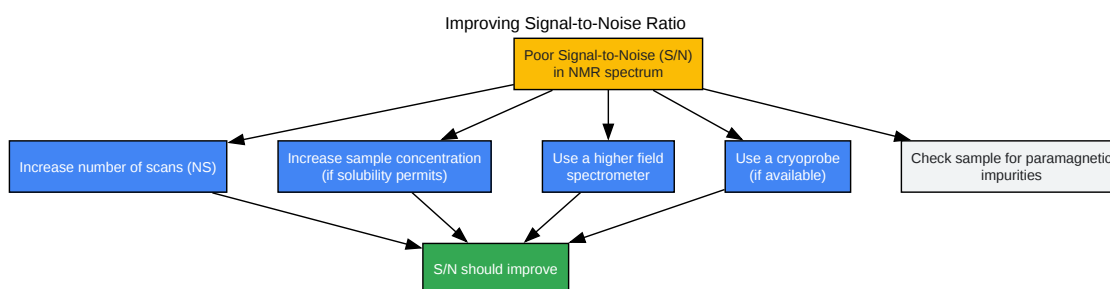 Improving Signal-to-Noise Ratio
Poor Signal-to-Noise (S/N)
in NMR spectrum
Increase number of scans (NS)
Increase sample concentration
(if solubility permits)
Use a higher field
spectrometer
Use a cryoprobe
(if available)
Check sample for paramagnetic
impurities
S/N should improve